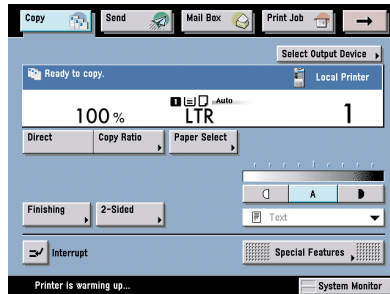 Copy Send Mail Box Print Job
Select Output Device
Ready to copy. Local Printer
1 Auto
100 % LTR 1
Direct Copy Ratio Paper Select
A
Finishing 2-Sided Text
Interrupt Special Features
Printer is warming up... System Monitor